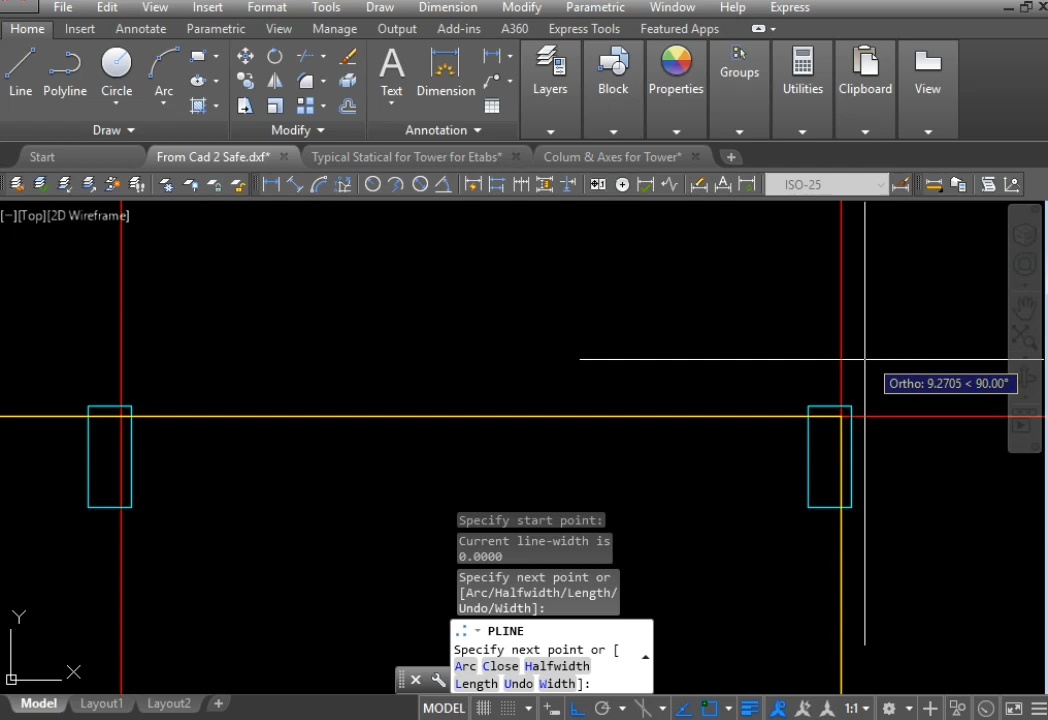 File Edit View Insert Format Tools Draw Dimension Modify Parametric Window Help Express
Home Insert Annotate Parametric View Manage Output Add-ins A360 Express Tools Featured Apps
Line Polyline Circle Arc Text Dimension Layers Block Properties Groups Utilities Clipboard View
Draw Modify Annotation
Start From Cad 2 Safe.dxf* Typical Statical for Tower for Etabs* Colum & Axes for Tower*
ISO-25
[−][Top][2D Wireframe]
Ortho: 9.2705 < 90.00°
Specify start point:
Current line-width is
0.0000
Specify next point or
[Arc/Halfwidth/Length/
Undo/Width]:
PLINE
Specify next point or [
Arc Close Halfwidth
Length Undo Width]:
Y
X
Model Layout1 Layout2 + MODEL 1:1